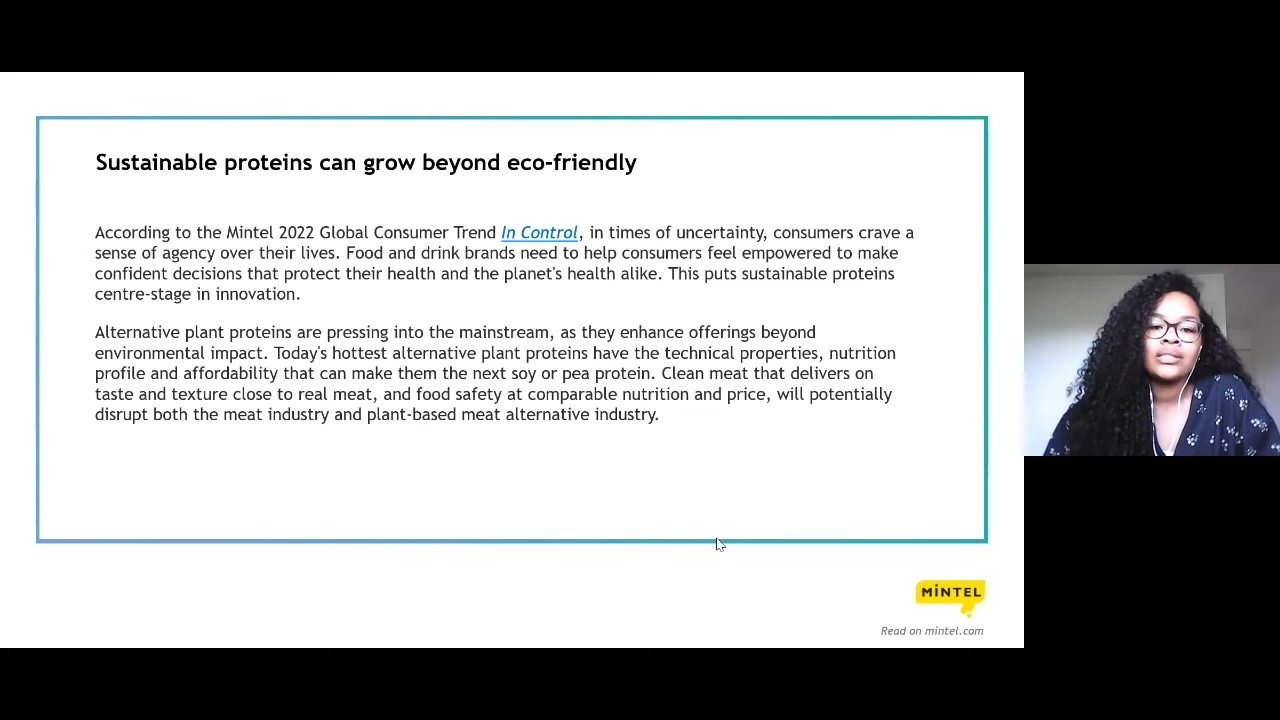 Sustainable proteins can grow beyond eco-friendly
According to the Mintel 2022 Global Consumer Trend In Control, in times of uncertainty, consumers crave a
sense of agency over their lives. Food and drink brands need to help consumers feel empowered to make
confident decisions that protect their health and the planet's health alike. This puts sustainable proteins
centre-stage in innovation.
Alternative plant proteins are pressing into the mainstream, as they enhance offerings beyond
environmental impact. Today's hottest alternative plant proteins have the technical properties, nutrition
profile and affordability that can make them the next soy or pea protein. Clean meat that delivers on
taste and texture close to real meat, and food safety at comparable nutrition and price, will potentially
disrupt both the meat industry and plant-based meat alternative industry.
MINTEL
Read on mintel.com